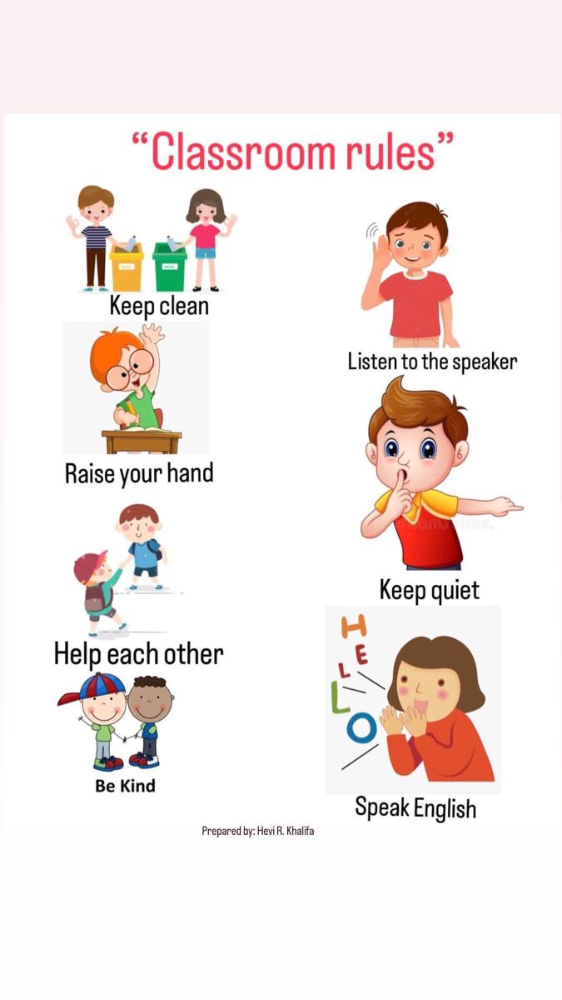 “Classroom rules”
Keep clean
Listen to the speaker
Raise your hand
Keep quiet
Help each other
H
E
L
L
O
Be Kind
Speak English
Prepared by: Hevi R. Khalifa